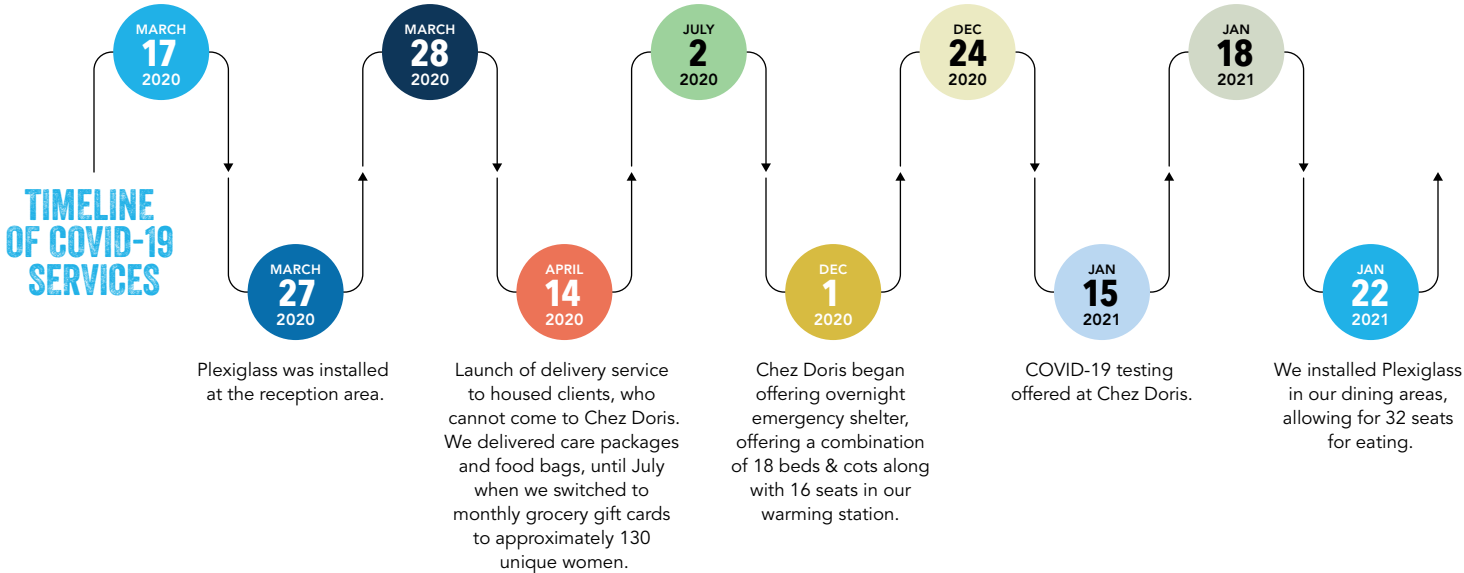 TIMELINE
OF COVID-19
SERVICES
MARCH
17
2020
MARCH
27
2020
Plexiglass was installed
at the reception area.
MARCH
28
2020
APRIL
14
2020
Launch of delivery service
to housed clients, who
cannot come to Chez Doris.
We delivered care packages
and food bags, until July
when we switched to
monthly grocery gift cards
to approximately 130
unique women.
JULY
2
2020
DEC
1
2020
Chez Doris began
offering overnight
emergency shelter,
offering a combination
of 18 beds & cots along
with 16 seats in our
warming station.
DEC
24
2020
JAN
15
2021
COVID-19 testing
offered at Chez Doris.
JAN
18
2021
JAN
22
2021
We installed Plexiglass
in our dining areas,
allowing for 32 seats
for eating.